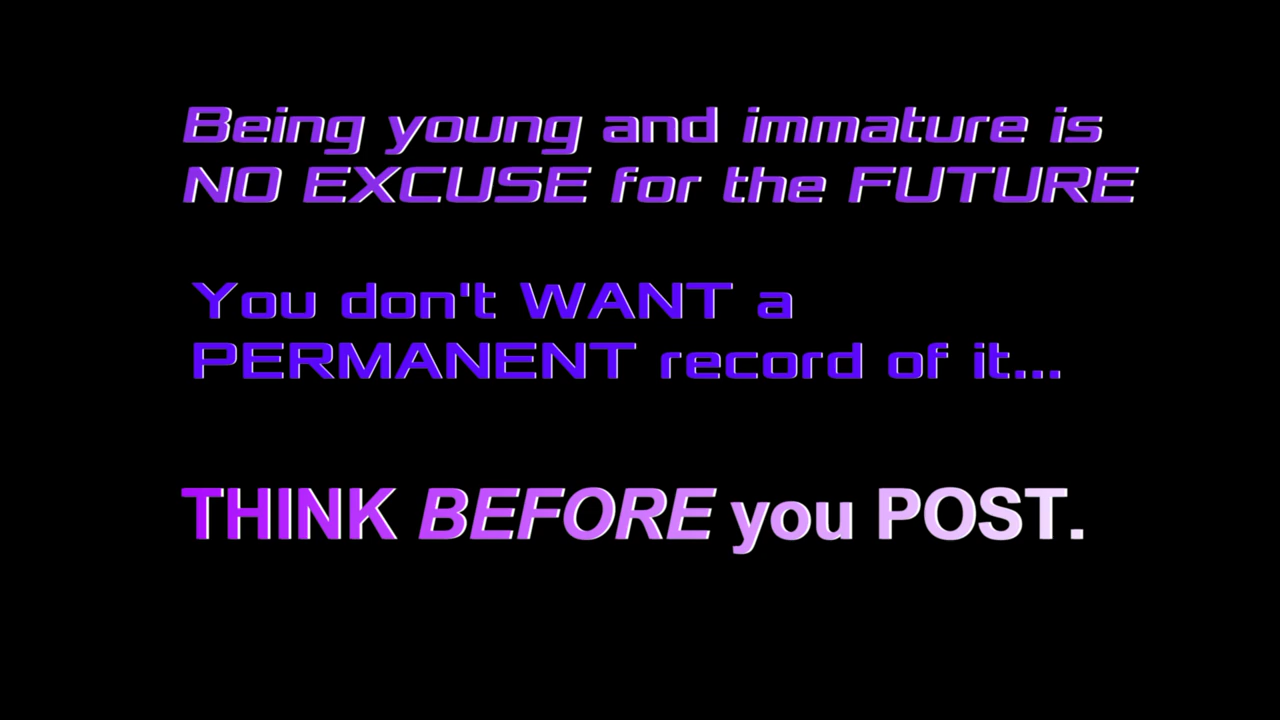 Being young and immature is
NO EXCUSE for the FUTURE
You don't WANT a
PERMANENT record of it...
THINK BEFORE you POST.